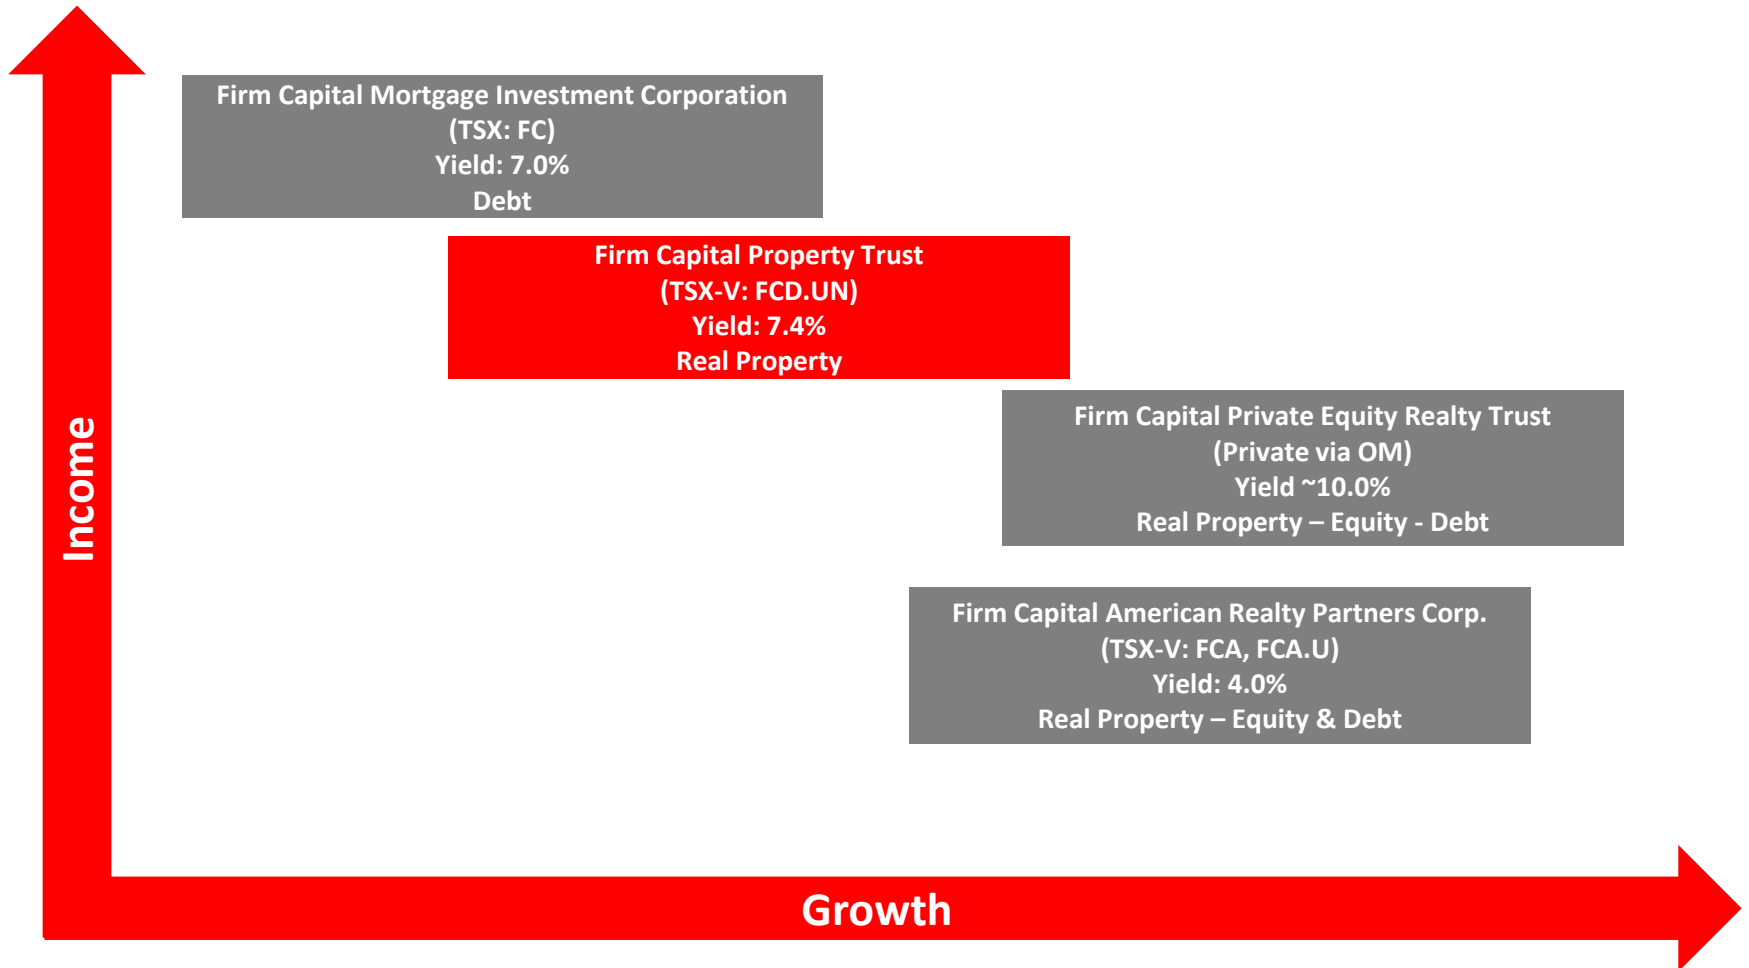 Firm Capital Mortgage Investment Corporation
(TSX: FC)
Yield: 7.0%
Debt
Firm Capital Property Trust
(TSX-V: FCD.UN)
Yield: 7.4%
Real Property
Firm Capital Private Equity Realty Trust
(Private via OM)
Yield ~10.0%
Real Property – Equity - Debt
Firm Capital American Realty Partners Corp.
(TSX-V: FCA, FCA.U)
Yield: 4.0%
Real Property – Equity & Debt
Income
Growth